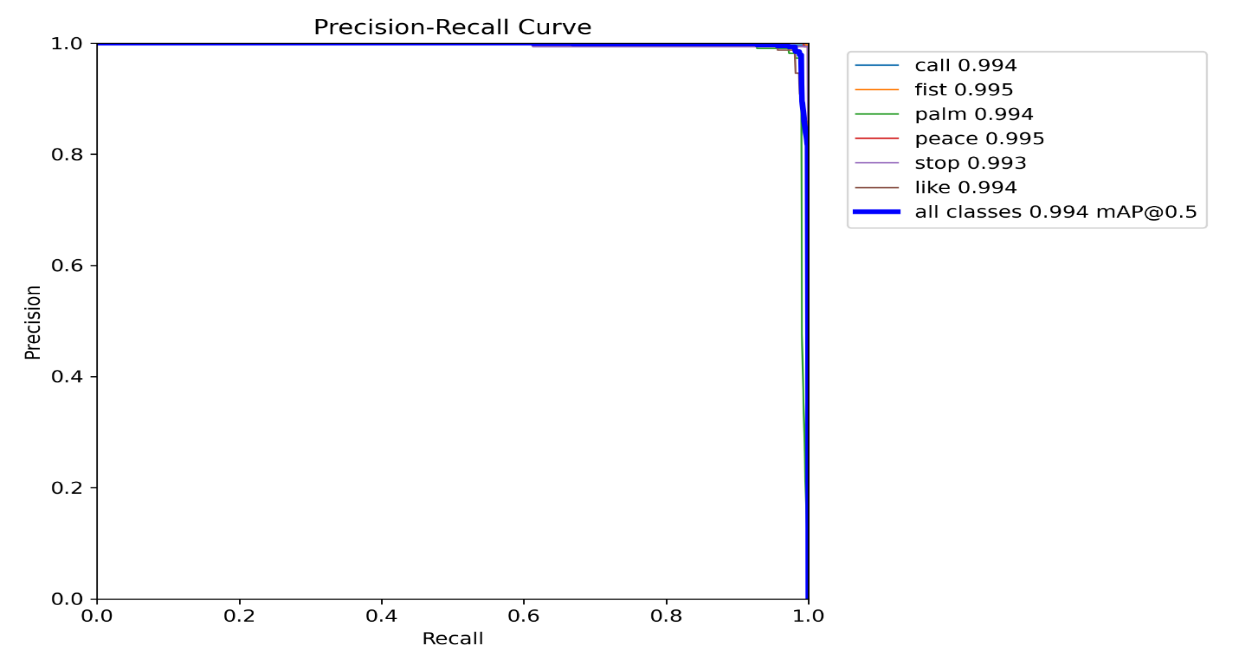 Precision-Recall Curve
1.0
0.8
0.6
0.4
0.2
0.0
Precision
0.0 0.2 0.4 0.6 0.8 1.0
Recall
call 0.994
fist 0.995
palm 0.994
peace 0.995
stop 0.993
like 0.994
all classes 0.994 mAP@0.5